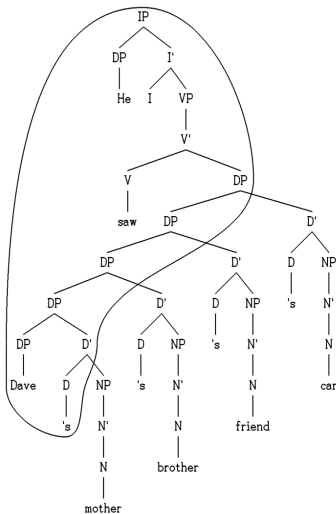 IP
DP I'
He I VP
V'
V DP
saw DP D'
DP D' D NP
DP D' D NP 's N'
DP D' D NP 's N' N
Dave D NP 's N' N car
's N' N friend
N brother
mother